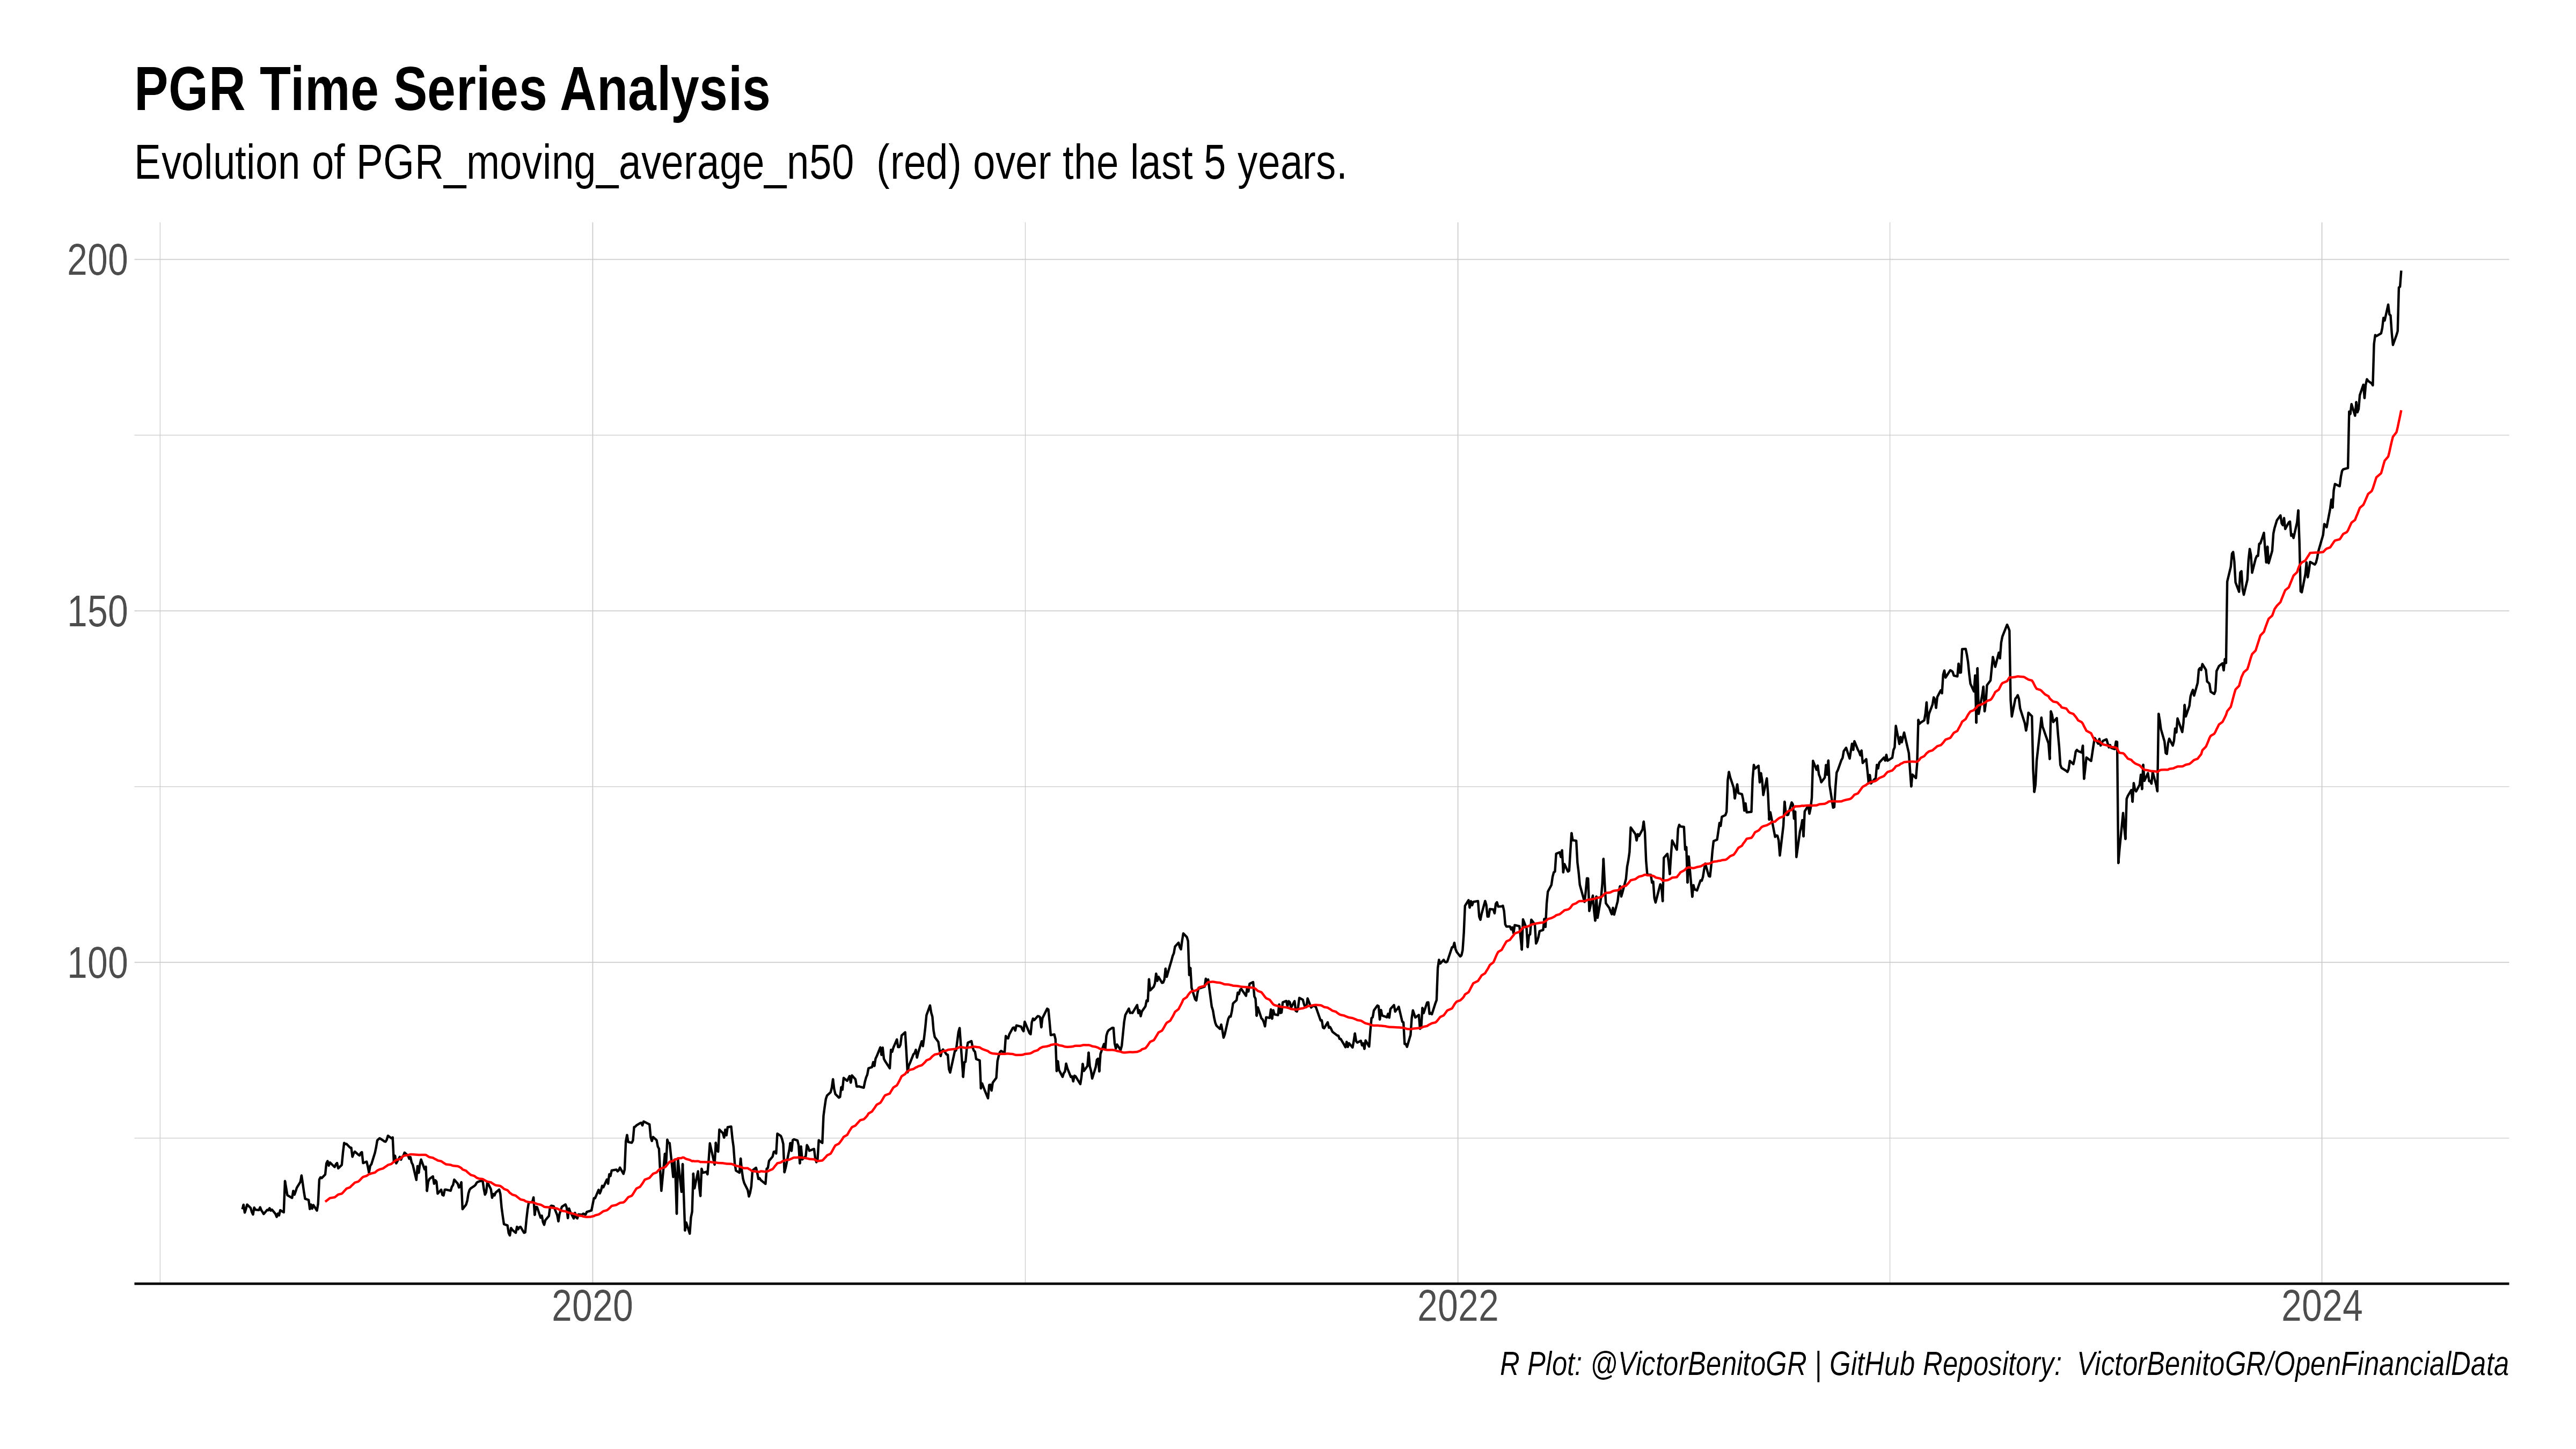 PGR Time Series Analysis
Evolution of PGR_moving_average_n50  (red) over the last 5 years.
200
150
100
2020 2022 2024
R Plot: @VictorBenitoGR | GitHub Repository:  VictorBenitoGR/OpenFinancialData